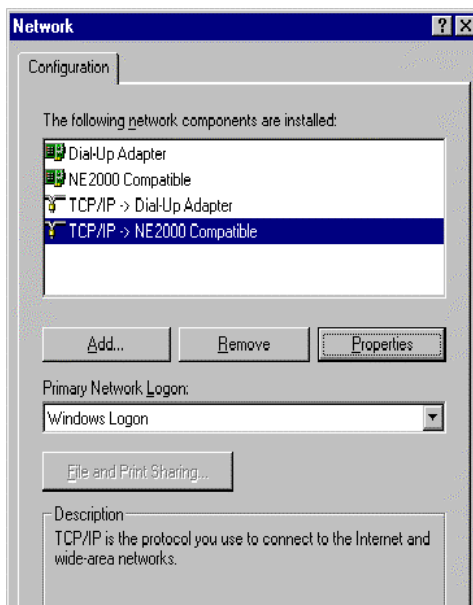 Network
Configuration
The following network components are installed:
Dial-Up Adapter
NE2000 Compatible
TCP/IP -> Dial-Up Adapter
TCP/IP -> NE2000 Compatible
Add... Remove Properties
Primary Network Logon:
Windows Logon
File and Print Sharing...
Description
TCP/IP is the protocol you use to connect to the Internet and
wide-area networks.